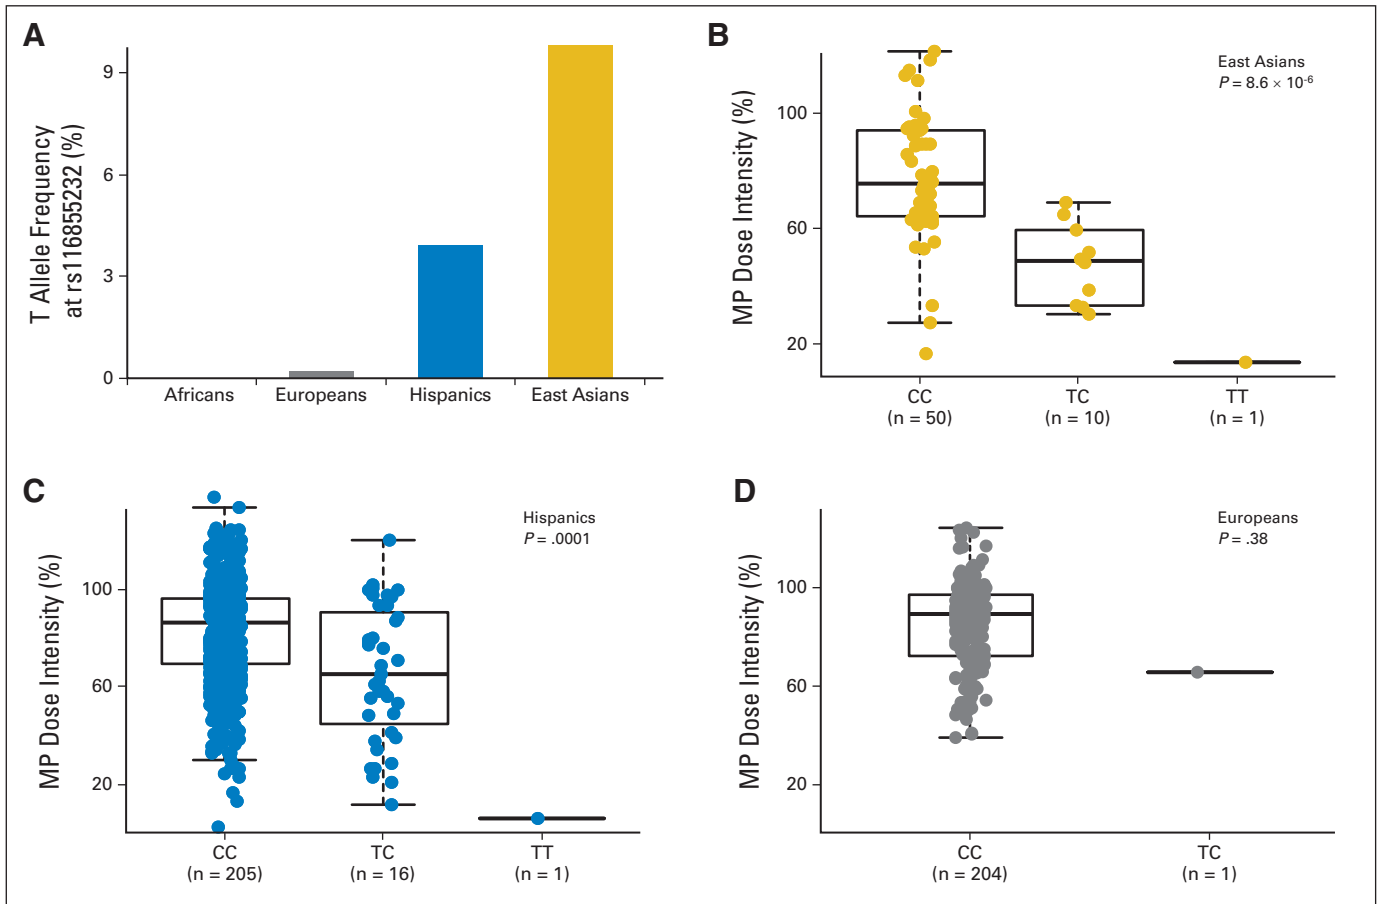 A
T Allele Frequency
at rs116855232 (%)
9
6
3
0
Africans
Europeans
Hispanics
East Asians
B
MP Dose Intensity (%)
100
60
20
East Asians
P = 8.6 × 10-6
CC
(n = 50)
TC
(n = 10)
TT
(n = 1)
C
MP Dose Intensity (%)
100
60
20
Hispanics
P = .0001
CC
(n = 205)
TC
(n = 16)
TT
(n = 1)
D
MP Dose Intensity (%)
100
60
20
Europeans
P = .38
CC
(n = 204)
TC
(n = 1)